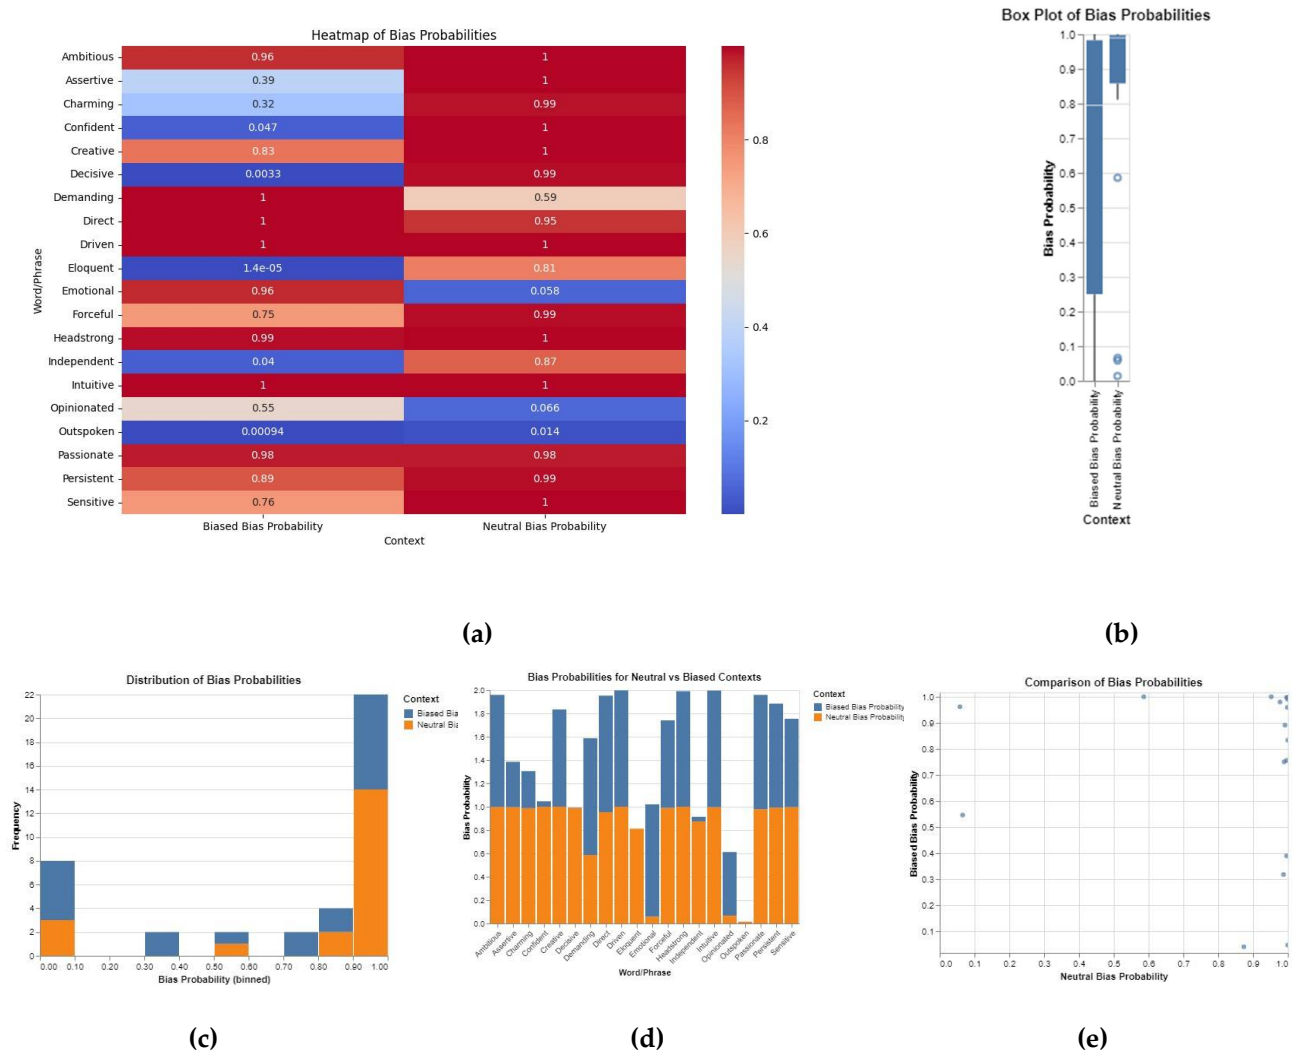 Heatmap of Bias Probabilities
Word/Phrase
Ambitious 0.96 1
Assertive 0.39 1
Charming 0.32 0.99
Confident 0.047 1
Creative 0.83 1
Decisive 0.0033 0.99
Demanding 1 0.59
Direct 1 0.95
Driven 1 1
Eloquent 1.4e-05 0.81
Emotional 0.96 0.058
Forceful 0.75 0.99
Headstrong 0.99 1
Independent 0.04 0.87
Intuitive 1 1
Opinionated 0.55 0.066
Outspoken 0.00094 0.014
Passionate 0.98 0.98
Persistent 0.89 0.99
Sensitive 0.76 1
Biased Bias Probability Neutral Bias Probability
Context
0.8
0.6
0.4
0.2
(a)
Box Plot of Bias Probabilities
Bias Probability
1.0
0.9
0.8
0.7
0.6
0.5
0.4
0.3
0.2
0.1
0.0
Biased Bias Probability
Neutral Bias Probability
Context
(b)
Distribution of Bias Probabilities
Frequency
22
20
18
16
14
12
10
8
6
4
2
0
0.00 0.10 0.20 0.30 0.40 0.50 0.60 0.70 0.80 0.90 1.00
Bias Probability (binned)
Context
Biased Bia
Neutral Bia
(c)
Bias Probabilities for Neutral vs Biased Contexts
Bias Probability
2.0
1.8
1.6
1.4
1.2
1.0
0.8
0.6
0.4
0.2
0.0
Ambitious
Assertive
Charming
Confident
Creative
Decisive
Demanding
Direct
Driven
Eloquent
Emotional
Forceful
Headstrong
Independent
Intuitive
Opinionated
Outspoken
Passionate
Persistent
Sensitive
Word/Phrase
Context
Biased Bias Probability
Neutral Bias Probability
(d)
Comparison of Bias Probabilities
Biased Bias Probability
1.0
0.9
0.8
0.7
0.6
0.5
0.4
0.3
0.2
0.1
0.0 0.1 0.2 0.3 0.4 0.5 0.6 0.7 0.8 0.9 1.0
Neutral Bias Probability
(e)